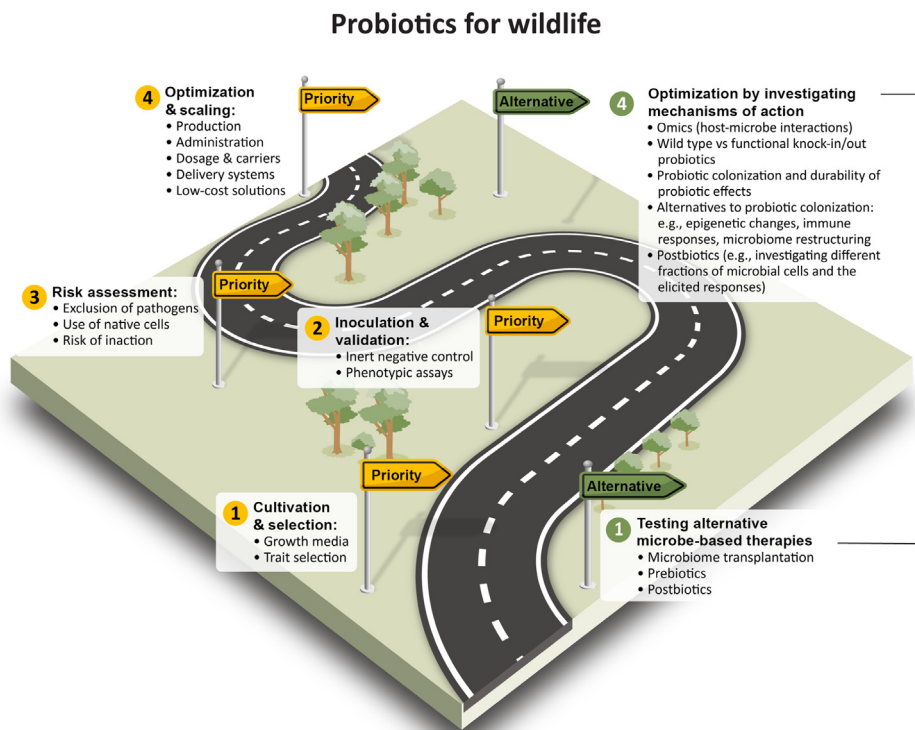 Probiotics for wildlife
4 Optimization
& scaling:
• Production
• Administration
• Dosage & carriers
• Delivery systems
• Low-cost solutions
Priority
Alternative
4 Optimization by investigating
mechanisms of action
• Omics (host-microbe interactions)
• Wild type vs functional knock-in/out
probiotics
• Probiotic colonization and durability of
probiotic effects
• Alternatives to probiotic colonization:
e.g., epigenetic changes, immune
responses, microbiome restructuring
• Postbiotics (e.g., investigating different
fractions of microbial cells and the
elicited responses)
3 Risk assessment:
• Exclusion of pathogens
• Use of native cells
• Risk of inaction
Priority
2 Inoculation &
validation:
• Inert negative control
• Phenotypic assays
Priority
1 Cultivation
& selection:
• Growth media
• Trait selection
Priority
Alternative
1 Testing alternative
microbe-based therapies
• Microbiome transplantation
• Prebiotics
• Postbiotics